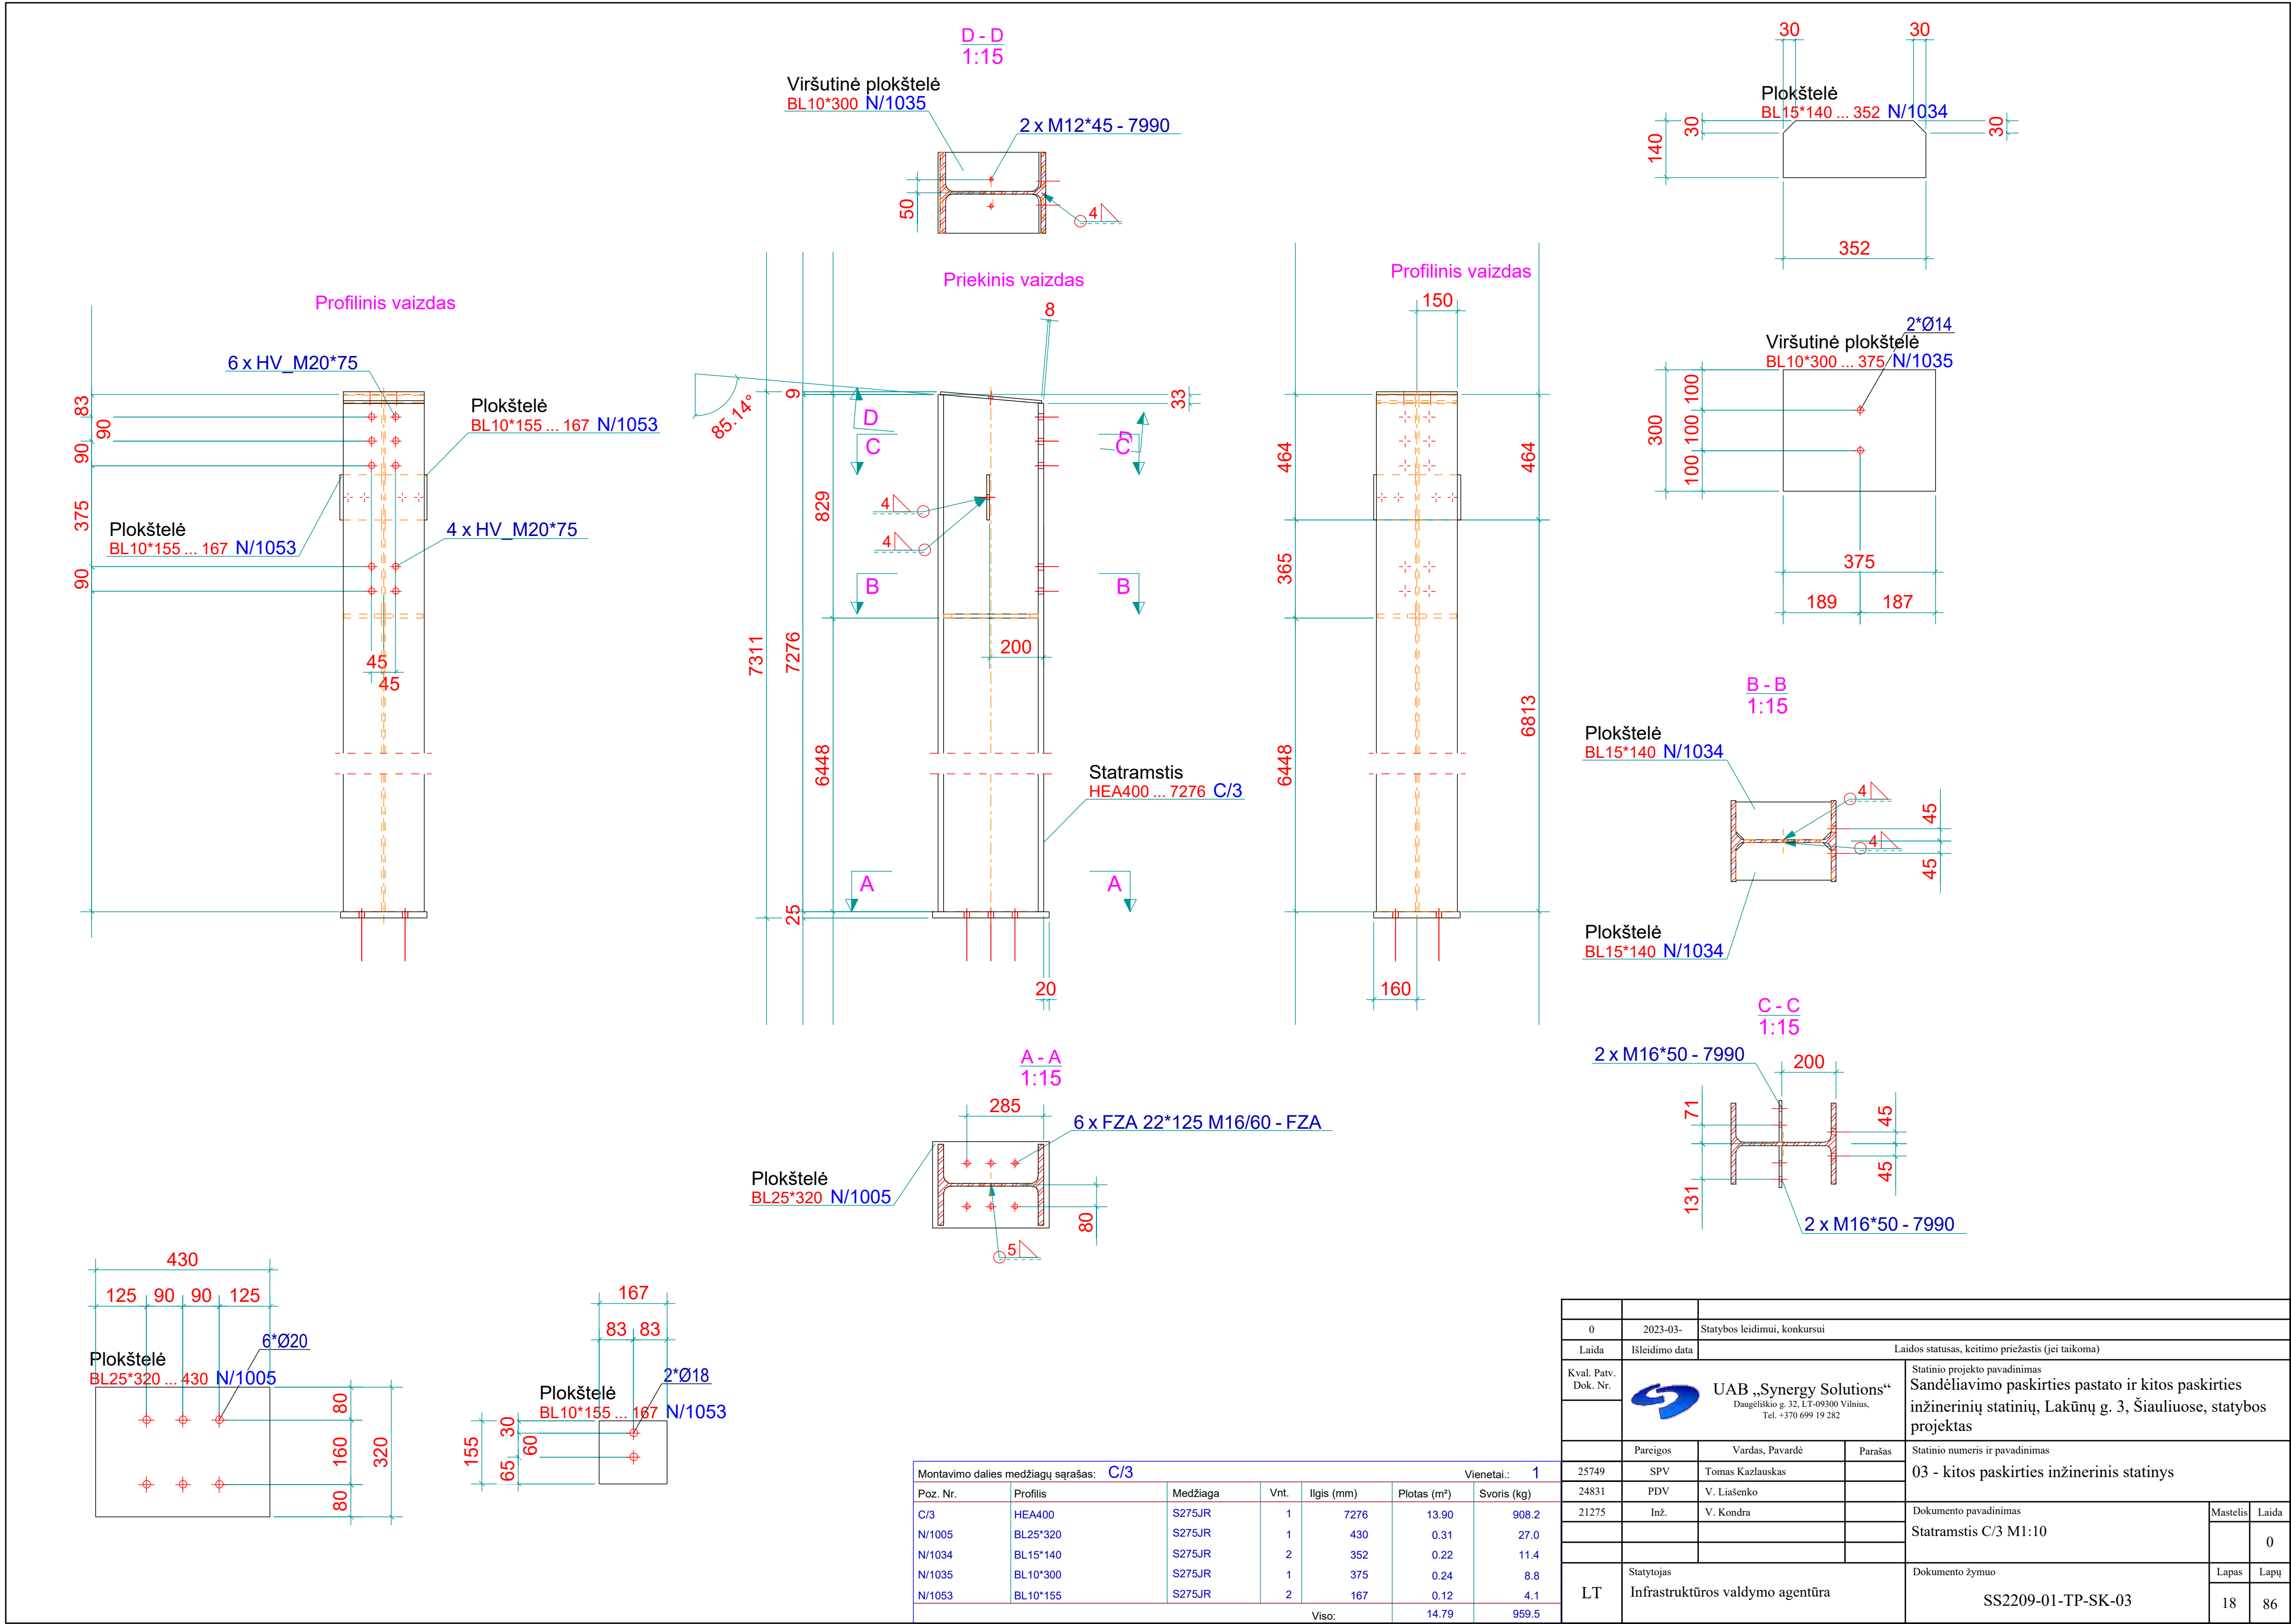 D - D
1:15
Viršutinė plokštelė
BL10*300 N/1035
2 x M12*45 - 7990
50
4
30
30
Plokštelė
BL15*140 ... 352 N/1034
30
30
140
352
Profilinis vaizdas
6 x HV_M20*75
Plokštelė
BL10*155 ... 167 N/1053
Plokštelė
BL10*155 ... 167 N/1053
4 x HV_M20*75
83
90
90
375
90
45
45
Priekinis vaizdas
8
85.14°
9
33
D
D
C
C
829
4
4
B
B
200
7311
7276
6448
Statramstis
HEA400 ... 7276 C/3
A
A
25
20
Profilinis vaizdas
150
464
464
365
6813
6448
160
2*Ø14
Viršutinė plokštelė
BL10*300 ... 375 N/1035
100
100
100
300
375
189
187
B - B
1:15
Plokštelė
BL15*140 N/1034
4
4
45
45
Plokštelė
BL15*140 N/1034
C - C
1:15
2 x M16*50 - 7990
200
71
45
45
131
2 x M16*50 - 7990
A - A
1:15
285
6 x FZA 22*125 M16/60 - FZA
Plokštelė
BL25*320 N/1005
80
5
430
125 90 90 125
6*Ø20
Plokštelė
BL25*320 ... 430 N/1005
80
160
80
320
167
83 83
2*Ø18
Plokštelė
BL10*155 ... 167 N/1053
30
60
65
155
Montavimo dalies medžiagų sąrašas: C/3 Vienetai.: 1
Poz. Nr. Profilis Medžiaga Vnt. Ilgis (mm) Plotas (m²) Svoris (kg)
C/3 HEA400 S275JR 1 7276 13.90 908.2
N/1005 BL25*320 S275JR 1 430 0.31 27.0
N/1034 BL15*140 S275JR 2 352 0.22 11.4
N/1035 BL10*300 S275JR 1 375 0.24 8.8
N/1053 BL10*155 S275JR 2 167 0.12 4.1
Viso: 14.79 959.5
0 2023-03- Statybos leidimui, konkursui
Laida Išleidimo data Laidos statusas, keitimo priežastis (jei taikoma)
Kval. Patv.
Dok. Nr.
UAB „Synergy Solutions“
Daugėliškio g. 32, LT-09300 Vilnius,
Tel. +370 699 19 282
Statinio projekto pavadinimas
Sandėliavimo paskirties pastato ir kitos paskirties
inžinerinių statinių, Lakūnų g. 3, Šiauliuose, statybos
projektas
Pareigos Vardas, Pavardė Parašas
25749 SPV Tomas Kazlauskas
24831 PDV V. Liašenko
21275 Inž. V. Kondra
Statinio numeris ir pavadinimas
03 - kitos paskirties inžinerinis statinys
Dokumento pavadinimas
Statramstis C/3 M1:10
Mastelis Laida
0
LT
Statytojas
Infrastruktūros valdymo agentūra
Dokumento žymuo
SS2209-01-TP-SK-03
Lapas Lapų
18 86